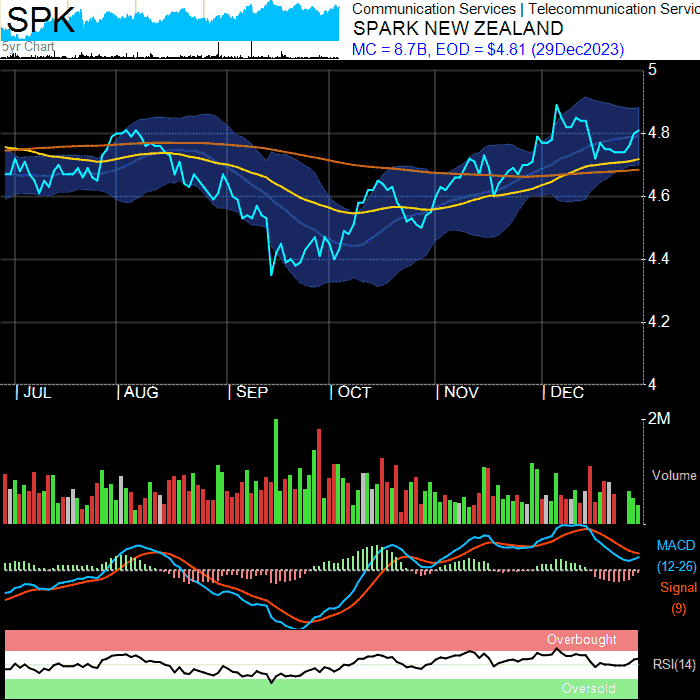 SPK
5yr Chart
Communication Services | Telecommunication Servic
SPARK NEW ZEALAND
MC = 8.7B, EOD = $4.81 (29Dec2023)
5
4.8
4.6
4.4
4.2
4
| JUL | AUG | SEP | OCT | NOV | DEC
2M
Volume
MACD
(12-26)
Signal
(9)
Overbought
RSI(14)
Oversold